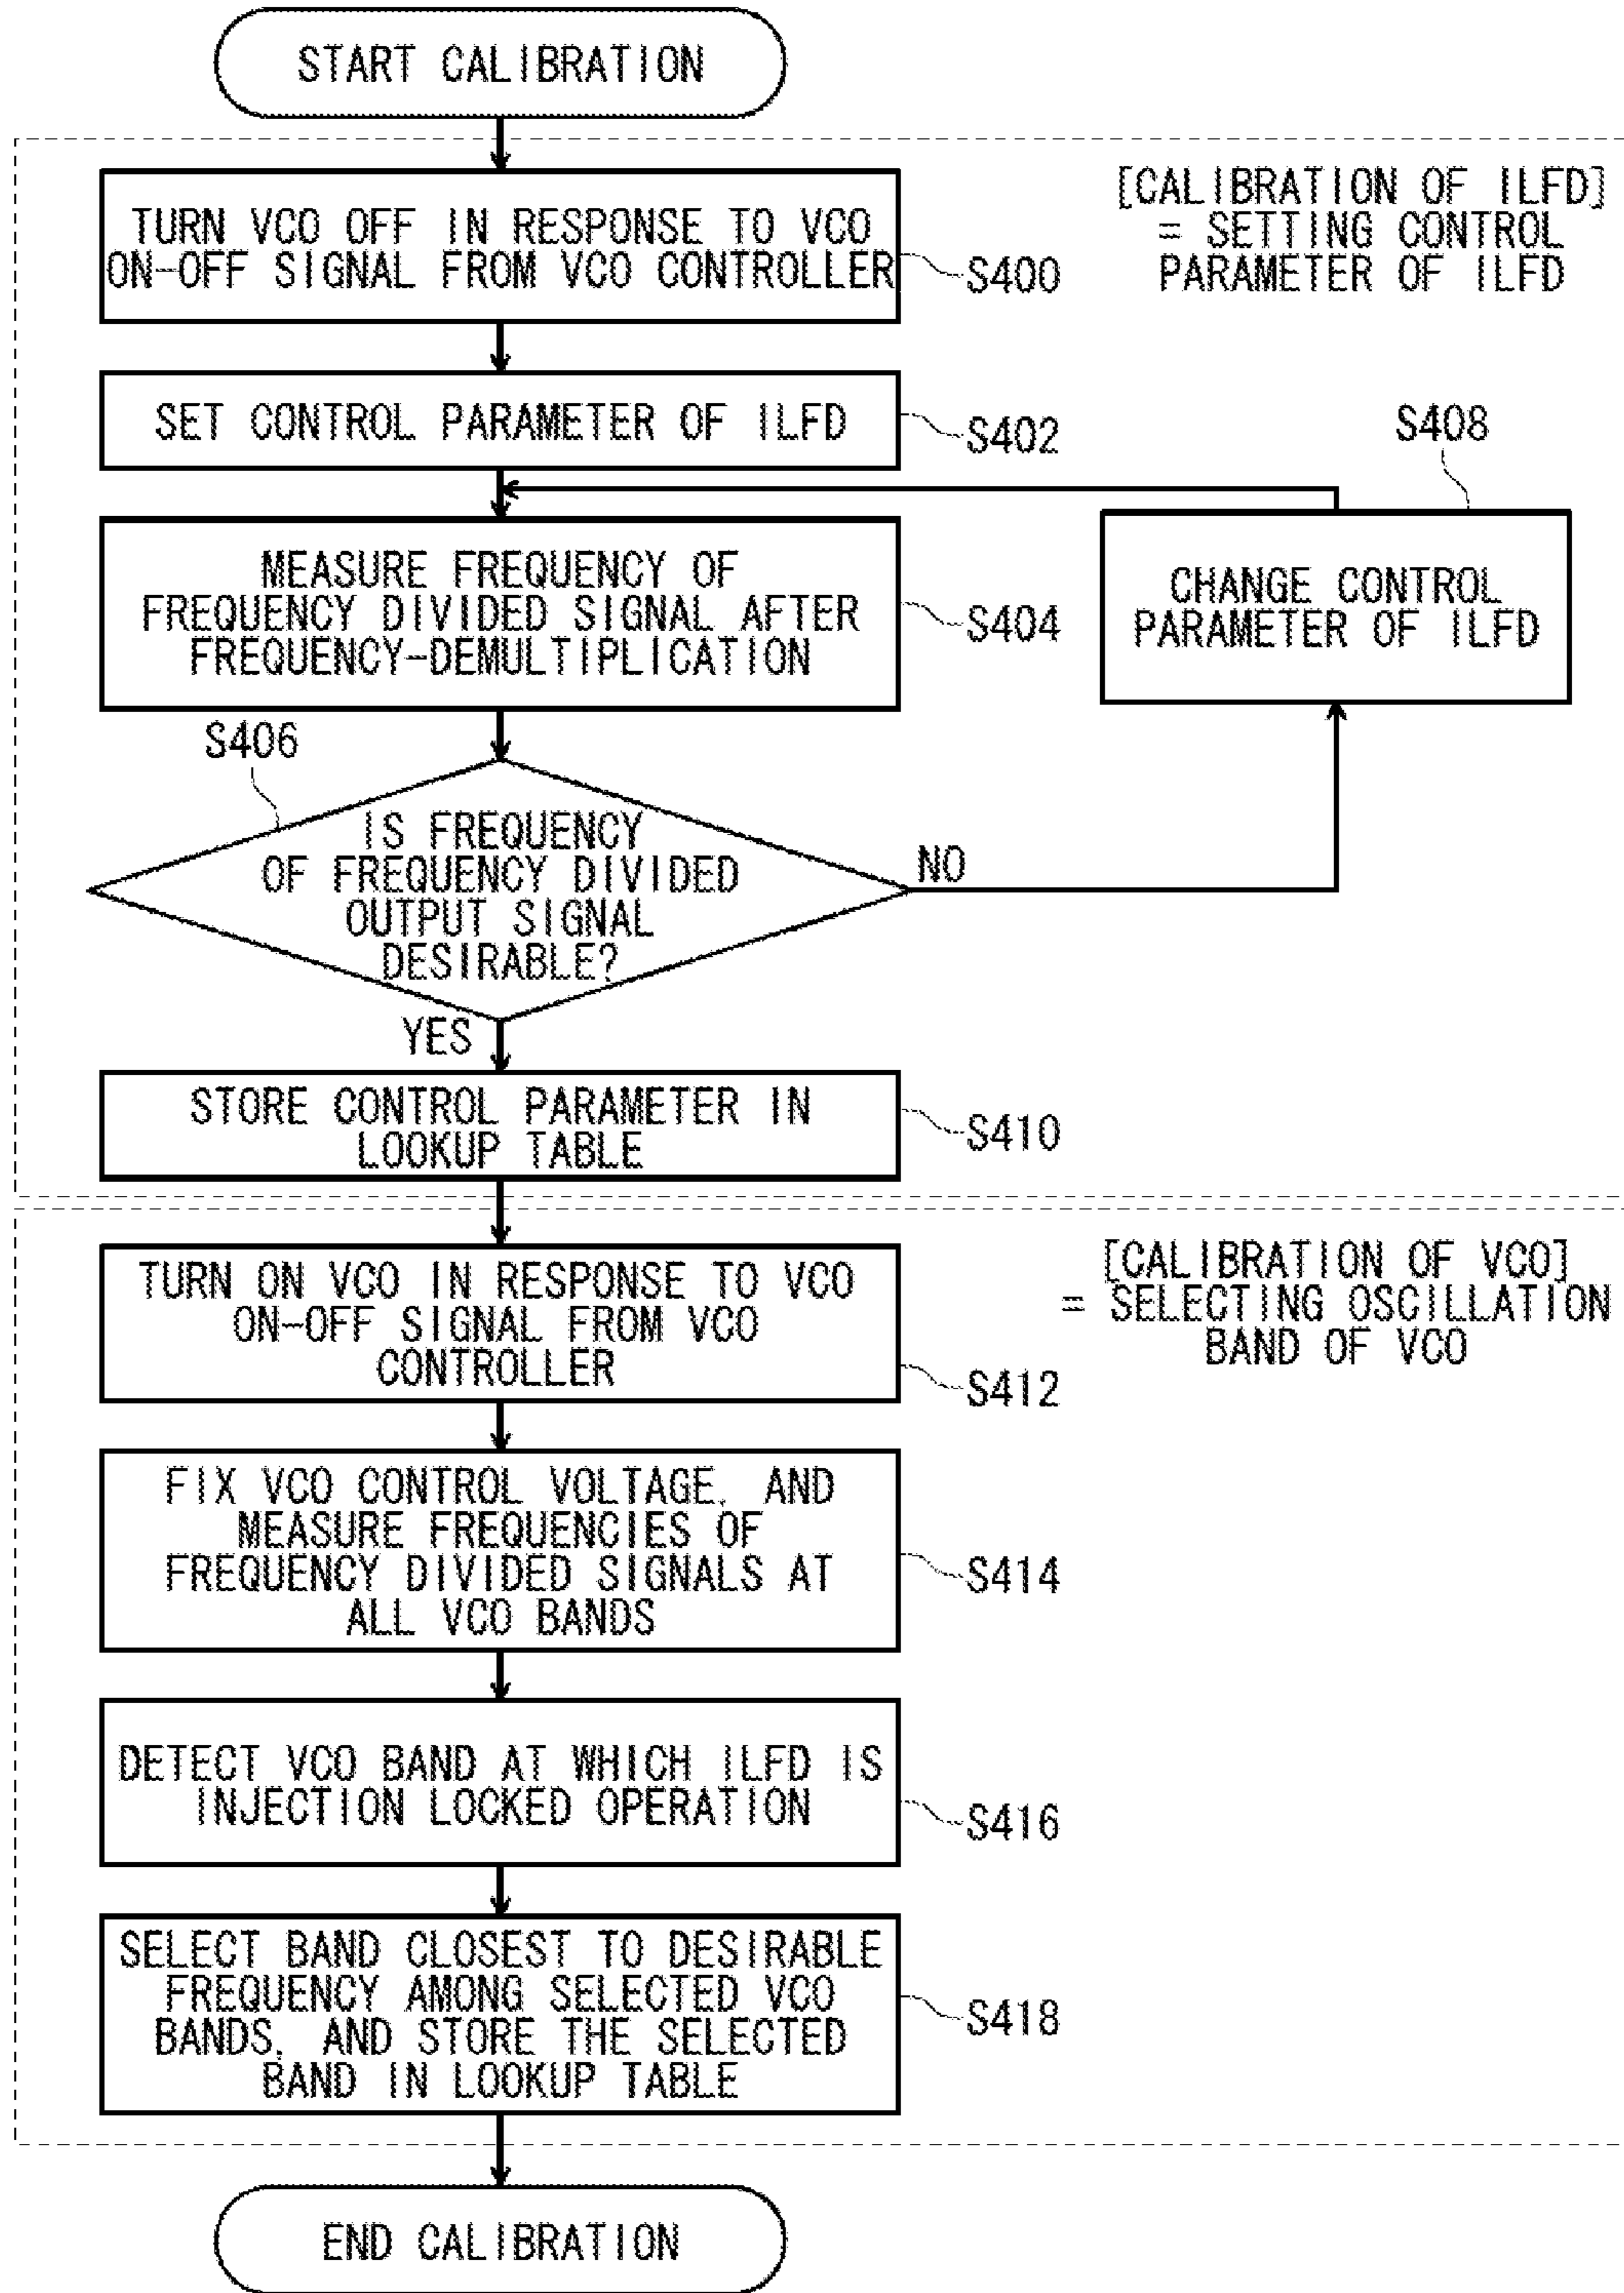 START CALIBRATION
[CALIBRATION OF ILFD]
= SETTING CONTROL
PARAMETER OF ILFD
TURN VCO OFF IN RESPONSE TO VCO
ON-OFF SIGNAL FROM VCO CONTROLLER
S400
SET CONTROL PARAMETER OF ILFD
S402
S408
CHANGE CONTROL
PARAMETER OF ILFD
MEASURE FREQUENCY OF
FREQUENCY DIVIDED SIGNAL AFTER
FREQUENCY-DEMULTIPLICATION
S404
S406
IS FREQUENCY
OF FREQUENCY DIVIDED
OUTPUT SIGNAL
DESIRABLE?
NO
YES
STORE CONTROL PARAMETER IN
LOOKUP TABLE
S410
[CALIBRATION OF VCO]
= SELECTING OSCILLATION
BAND OF VCO
TURN ON VCO IN RESPONSE TO VCO
ON-OFF SIGNAL FROM VCO
CONTROLLER
S412
FIX VCO CONTROL VOLTAGE, AND
MEASURE FREQUENCIES OF
FREQUENCY DIVIDED SIGNALS AT
ALL VCO BANDS
S414
DETECT VCO BAND AT WHICH ILFD IS
INJECTION LOCKED OPERATION
S416
SELECT BAND CLOSEST TO DESIRABLE
FREQUENCY AMONG SELECTED VCO
BANDS, AND STORE THE SELECTED
BAND IN LOOKUP TABLE
S418
END CALIBRATION